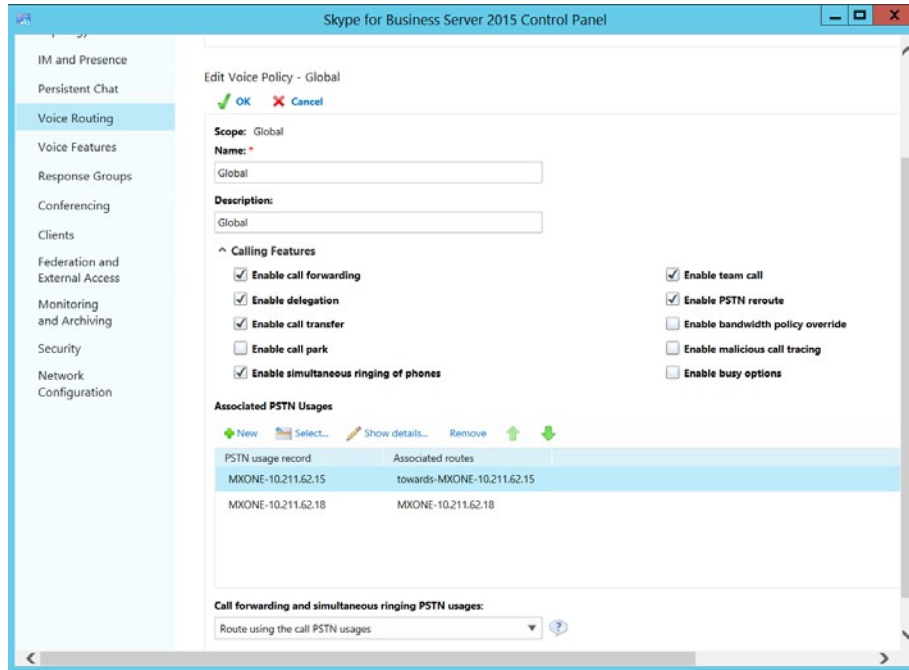 Skype for Business Server 2015 Control Panel
IM and Presence
Persistent Chat
Voice Routing
Voice Features
Response Groups
Conferencing
Clients
Federation and
External Access
Monitoring
and Archiving
Security
Network
Configuration
Edit Voice Policy - Global
OK Cancel
Scope: Global
Name: *
Global
Description:
Global
Calling Features
Enable call forwarding Enable team call
Enable delegation Enable PSTN reroute
Enable call transfer Enable bandwidth policy override
Enable call park Enable malicious call tracing
Enable simultaneous ringing of phones Enable busy options
Associated PSTN Usages
New Select... Show details... Remove
PSTN usage record Associated routes
MXONE-10.211.62.15 towards-MXONE-10.211.62.15
MXONE-10.211.62.18 MXONE-10.211.62.18
Call forwarding and simultaneous ringing PSTN usages:
Route using the call PSTN usages ?